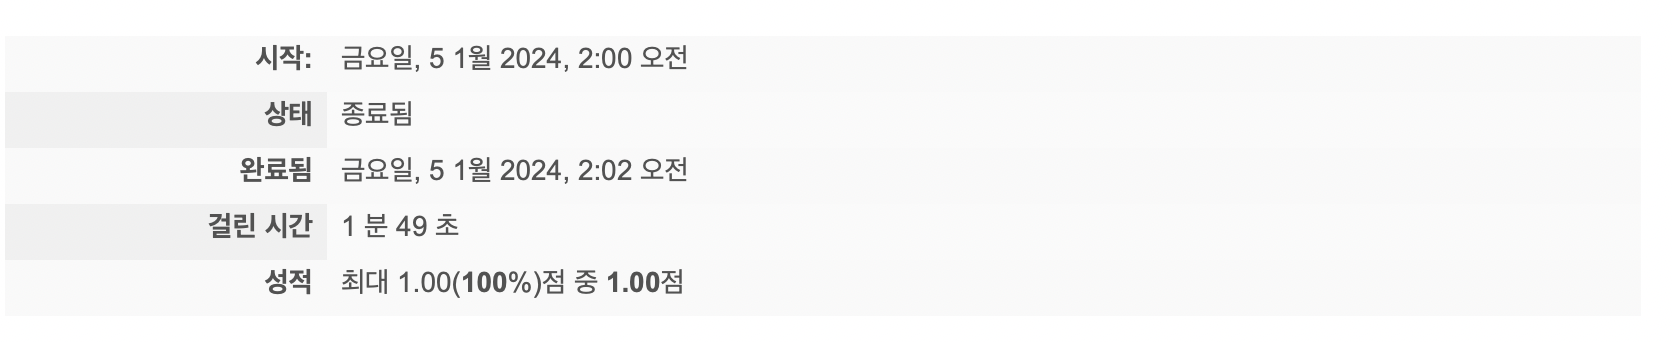 시작: 금요일, 5 1월 2024, 2:00 오전
상태 종료됨
완료됨 금요일, 5 1월 2024, 2:02 오전
걸린 시간 1 분 49 초
성적 최대 1.00(100%)점 중 1.00점